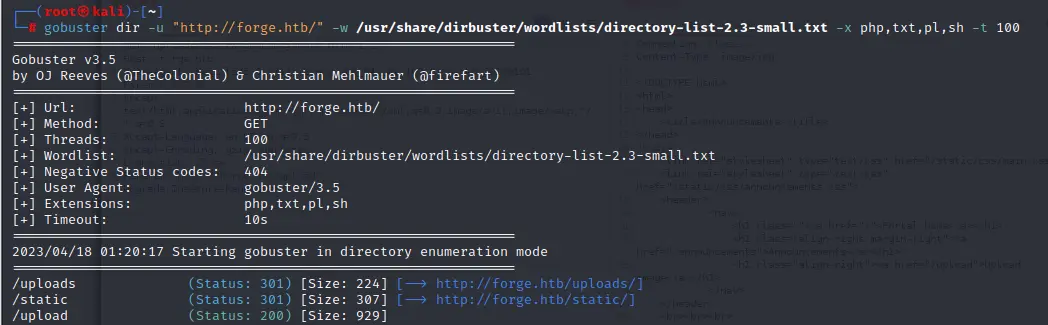 ┌──(root㉿kali)-[~]
└─# gobuster dir -u "http://forge.htb/" -w /usr/share/dirbuster/wordlists/directory-list-2.3-small.txt -x php,txt,pl,sh -t 100
===============================================================
Gobuster v3.5
by OJ Reeves (@TheColonial) & Christian Mehlmauer (@firefart)
===============================================================
[+] Url:                     http://forge.htb/
[+] Method:                  GET
[+] Threads:                 100
[+] Wordlist:                /usr/share/dirbuster/wordlists/directory-list-2.3-small.txt
[+] Negative Status codes:   404
[+] User Agent:              gobuster/3.5
[+] Extensions:              php,txt,pl,sh
[+] Timeout:                 10s
===============================================================
2023/04/18 01:20:17 Starting gobuster in directory enumeration mode
===============================================================
/uploads              (Status: 301) [Size: 224] [--> http://forge.htb/uploads/]
/static               (Status: 301) [Size: 307] [--> http://forge.htb/static/]
/upload               (Status: 200) [Size: 929]